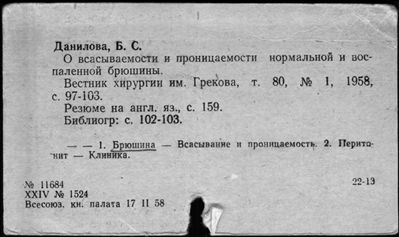 Данилова, Б. С.
О всасываемости и проницаемости нормальной и вос-
паленной брюшины.
Вестник хирургии им. Грекова, т. 80, № 1, 1958,
с. 97-103.
Резюме на англ. яз., с. 159.
Библиогр: с. 102-103.
— — 1. Брюшина — Всасывание и проницаемость. 2. Перито-
нит — Клиника.
№ 11684
22-13
XXIV № 1524
Всесоюз. кн. палата 17 II 58